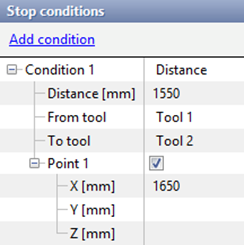 Stop conditions
Add condition
Condition 1 Distance
Distance [mm] 1550
From tool Tool 1
To tool Tool 2
Point 1
X [mm] 1650
Y [mm]
Z [mm]